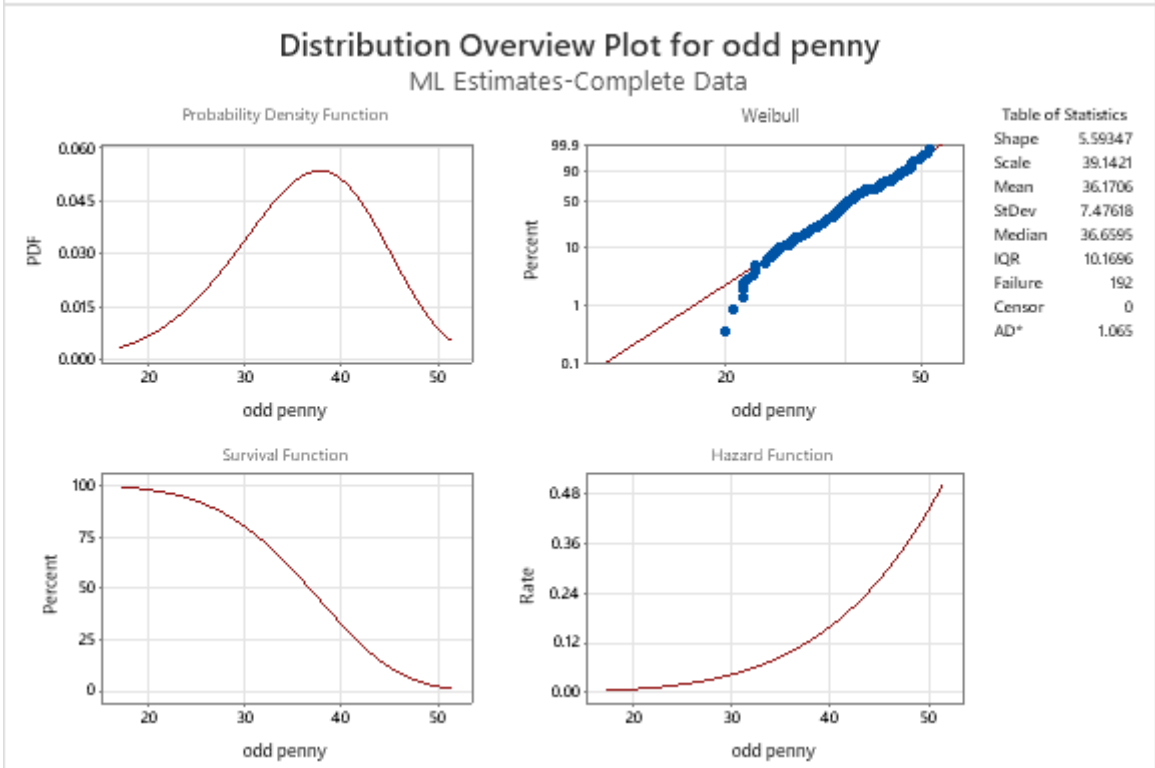 Distribution Overview Plot for odd penny
ML Estimates-Complete Data
Probability Density Function
0.060
0.045
0.030
0.015
0.000
PDF
20 30 40 50
odd penny
Weibull
99.9
90
50
10
1
0.1
Percent
20 50
odd penny
Table of Statistics
Shape 5.59347
Scale 39.1421
Mean 36.1706
StDev 7.47618
Median 36.6595
IQR 10.1696
Failure 192
Censor 0
AD* 1.065
Survival Function
100
75
50
25
0
Percent
20 30 40 50
odd penny
Hazard Function
0.48
0.36
0.24
0.12
0.00
Rate
20 30 40 50
odd penny